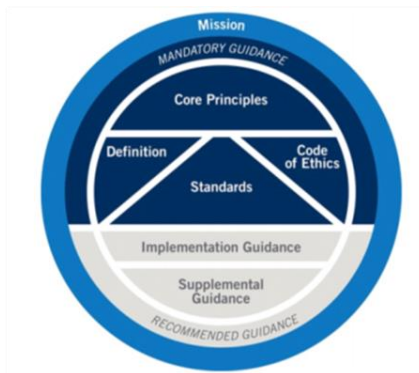 Mission
MANDATORY GUIDANCE
Core Principles
Definition
Code
of Ethics
Standards
Implementation Guidance
Supplemental
Guidance
RECOMMENDED GUIDANCE